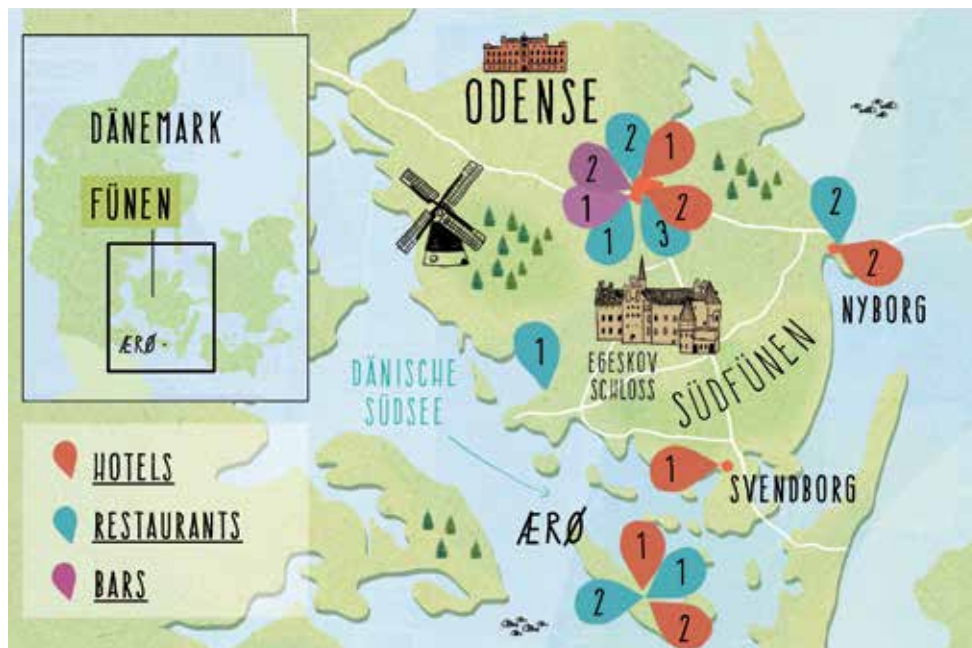 DÄNEMARK
FÜNEN
ÆRØ
HOTELS
RESTAURANTS
BARS
ODENSE
2
1
2
1
2
1
3
2
2
NYBORG
1
EGESKOV
SCHLOSS
SÜDFÜNEN
DÄNISCHE
SÜDSEE
1
SVENDBORG
ÆRØ
1
1
2
2